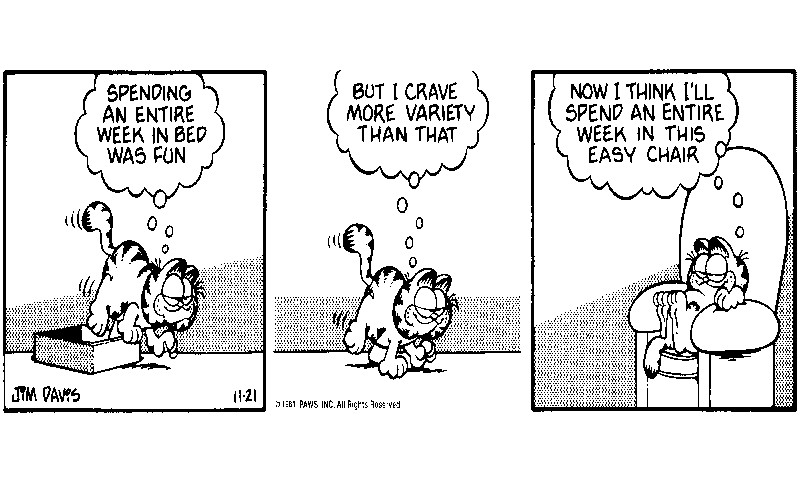 SPENDING
AN ENTIRE
WEEK IN BED
WAS FUN
JIM DAVIS
11-21
BUT I CRAVE
MORE VARIETY
THAN THAT
© 1981 PAWS, INC. All Rights Reserved
NOW I THINK I'LL
SPEND AN ENTIRE
WEEK IN THIS
EASY CHAIR